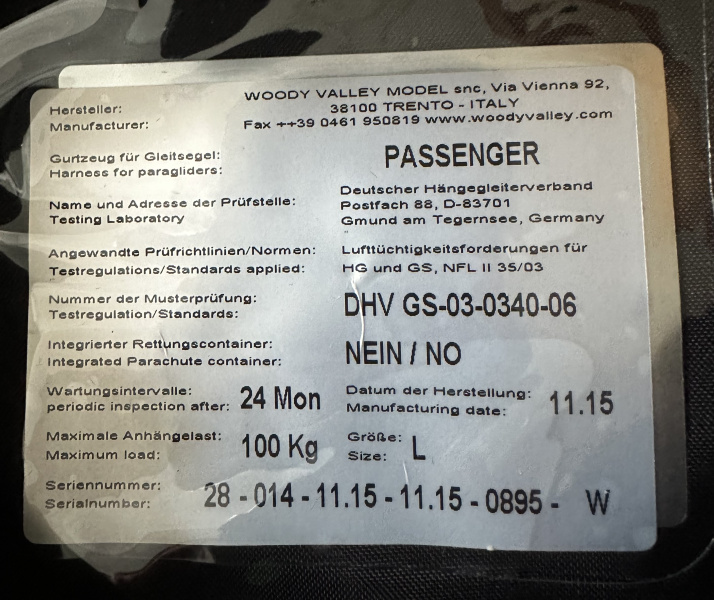 Hersteller:
Manufacturer:
WOODY VALLEY MODEL snc, Via Vienna 92,
38100 TRENTO - ITALY
Fax ++39 0461 950819 www.woodyvalley.com
Gurtzeug für Gleitsegel:
Harness for paragliders:
PASSENGER
Name und Adresse der Prüfstelle:
Testing Laboratory
Deutscher Hängegleiterverband
Postfach 88, D-83701
Gmund am Tegernsee, Germany
Angewandte Prüfrichtlinien/Normen:
Testregulations/Standards applied:
Lufttüchtigkeitsforderungen für
HG und GS, NFL II 35/03
Nummer der Musterprüfung:
Testregulation/Standards:
DHV GS-03-0340-06
Integrierter Rettungscontainer:
Integrated Parachute container:
NEIN / NO
Wartungsintervalle:
periodic inspection after:
24 Mon
Datum der Herstellung:
Manufacturing date:
11.15
Maximale Anhängelast:
Maximum load:
100 Kg
Größe:
Size:
L
Seriennummer:
Serialnumber:
28 - 014 - 11.15 - 11.15 - 0895 - W